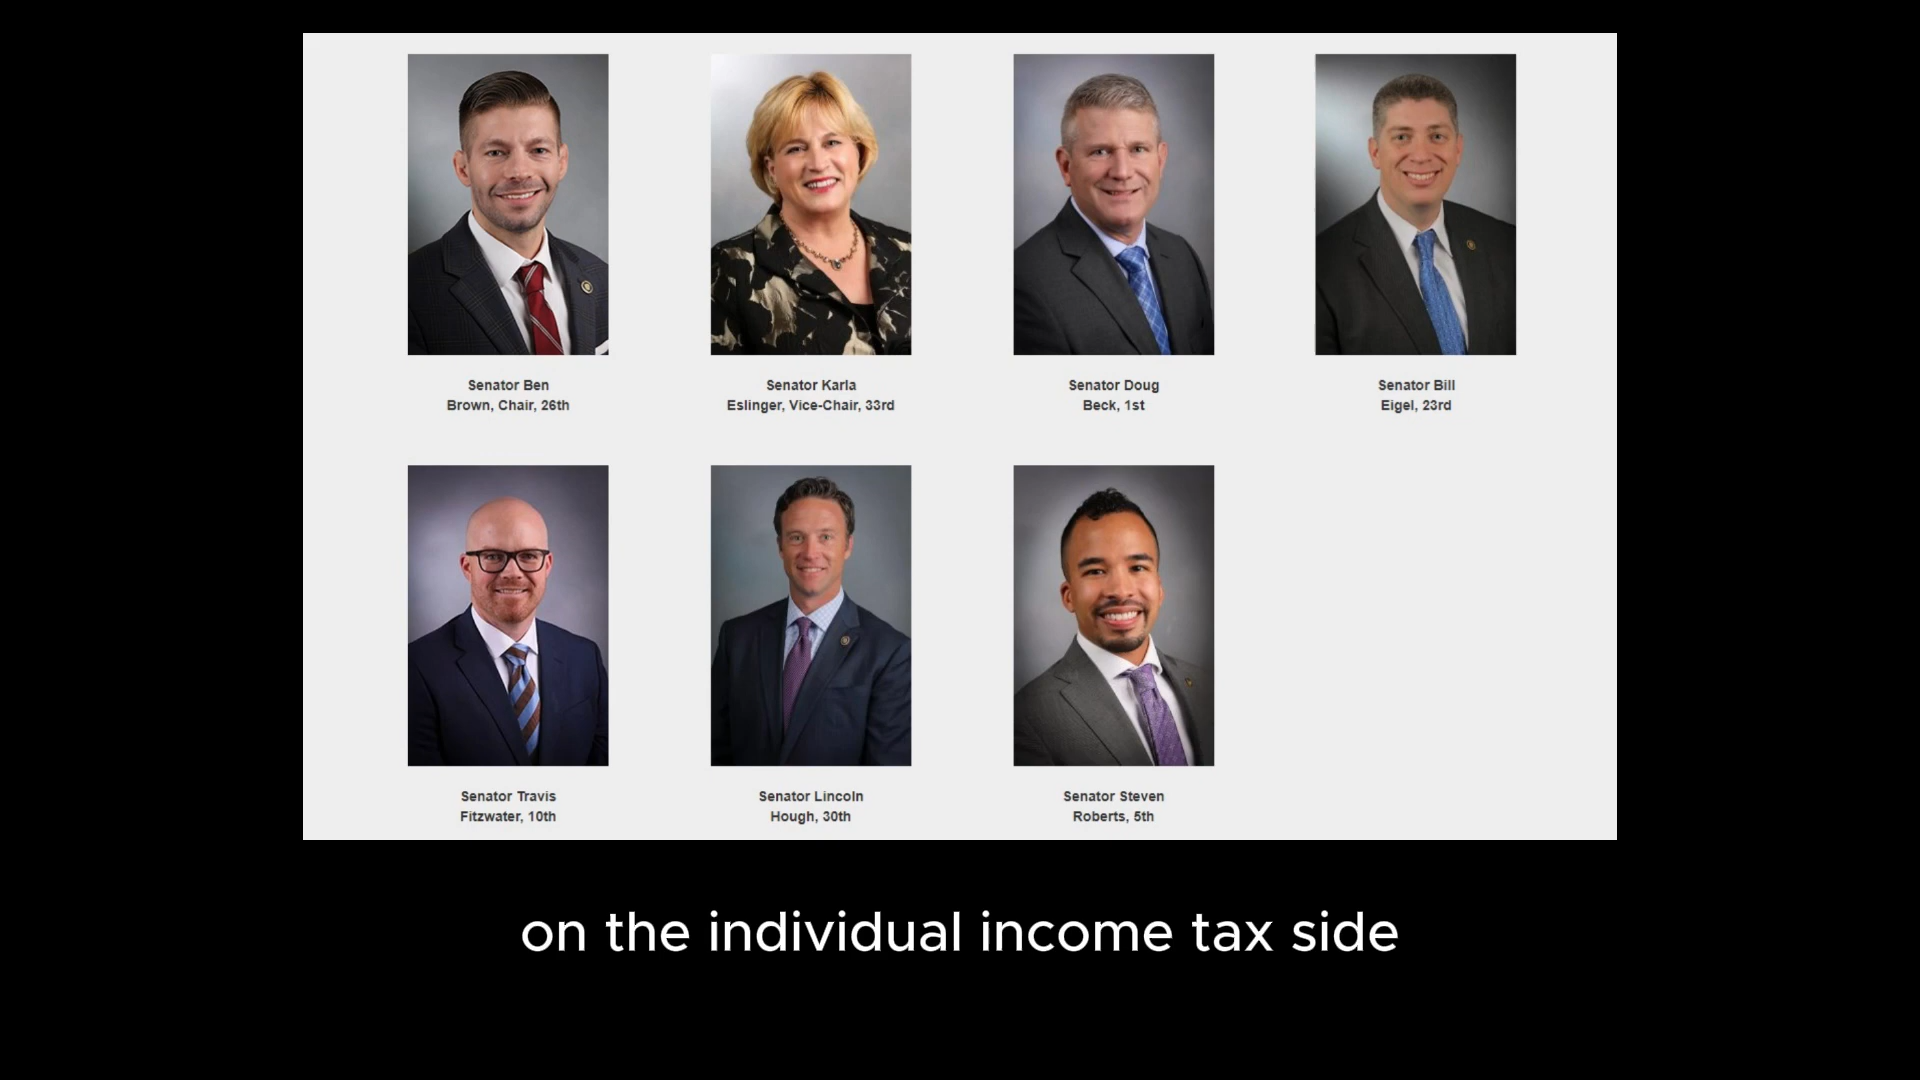 Senator Ben
Brown, Chair, 26th
Senator Karla
Eslinger, Vice-Chair, 33rd
Senator Doug
Beck, 1st
Senator Bill
Eigel, 23rd
Senator Travis
Fitzwater, 10th
Senator Lincoln
Hough, 30th
Senator Steven
Roberts, 5th
on the individual income tax side